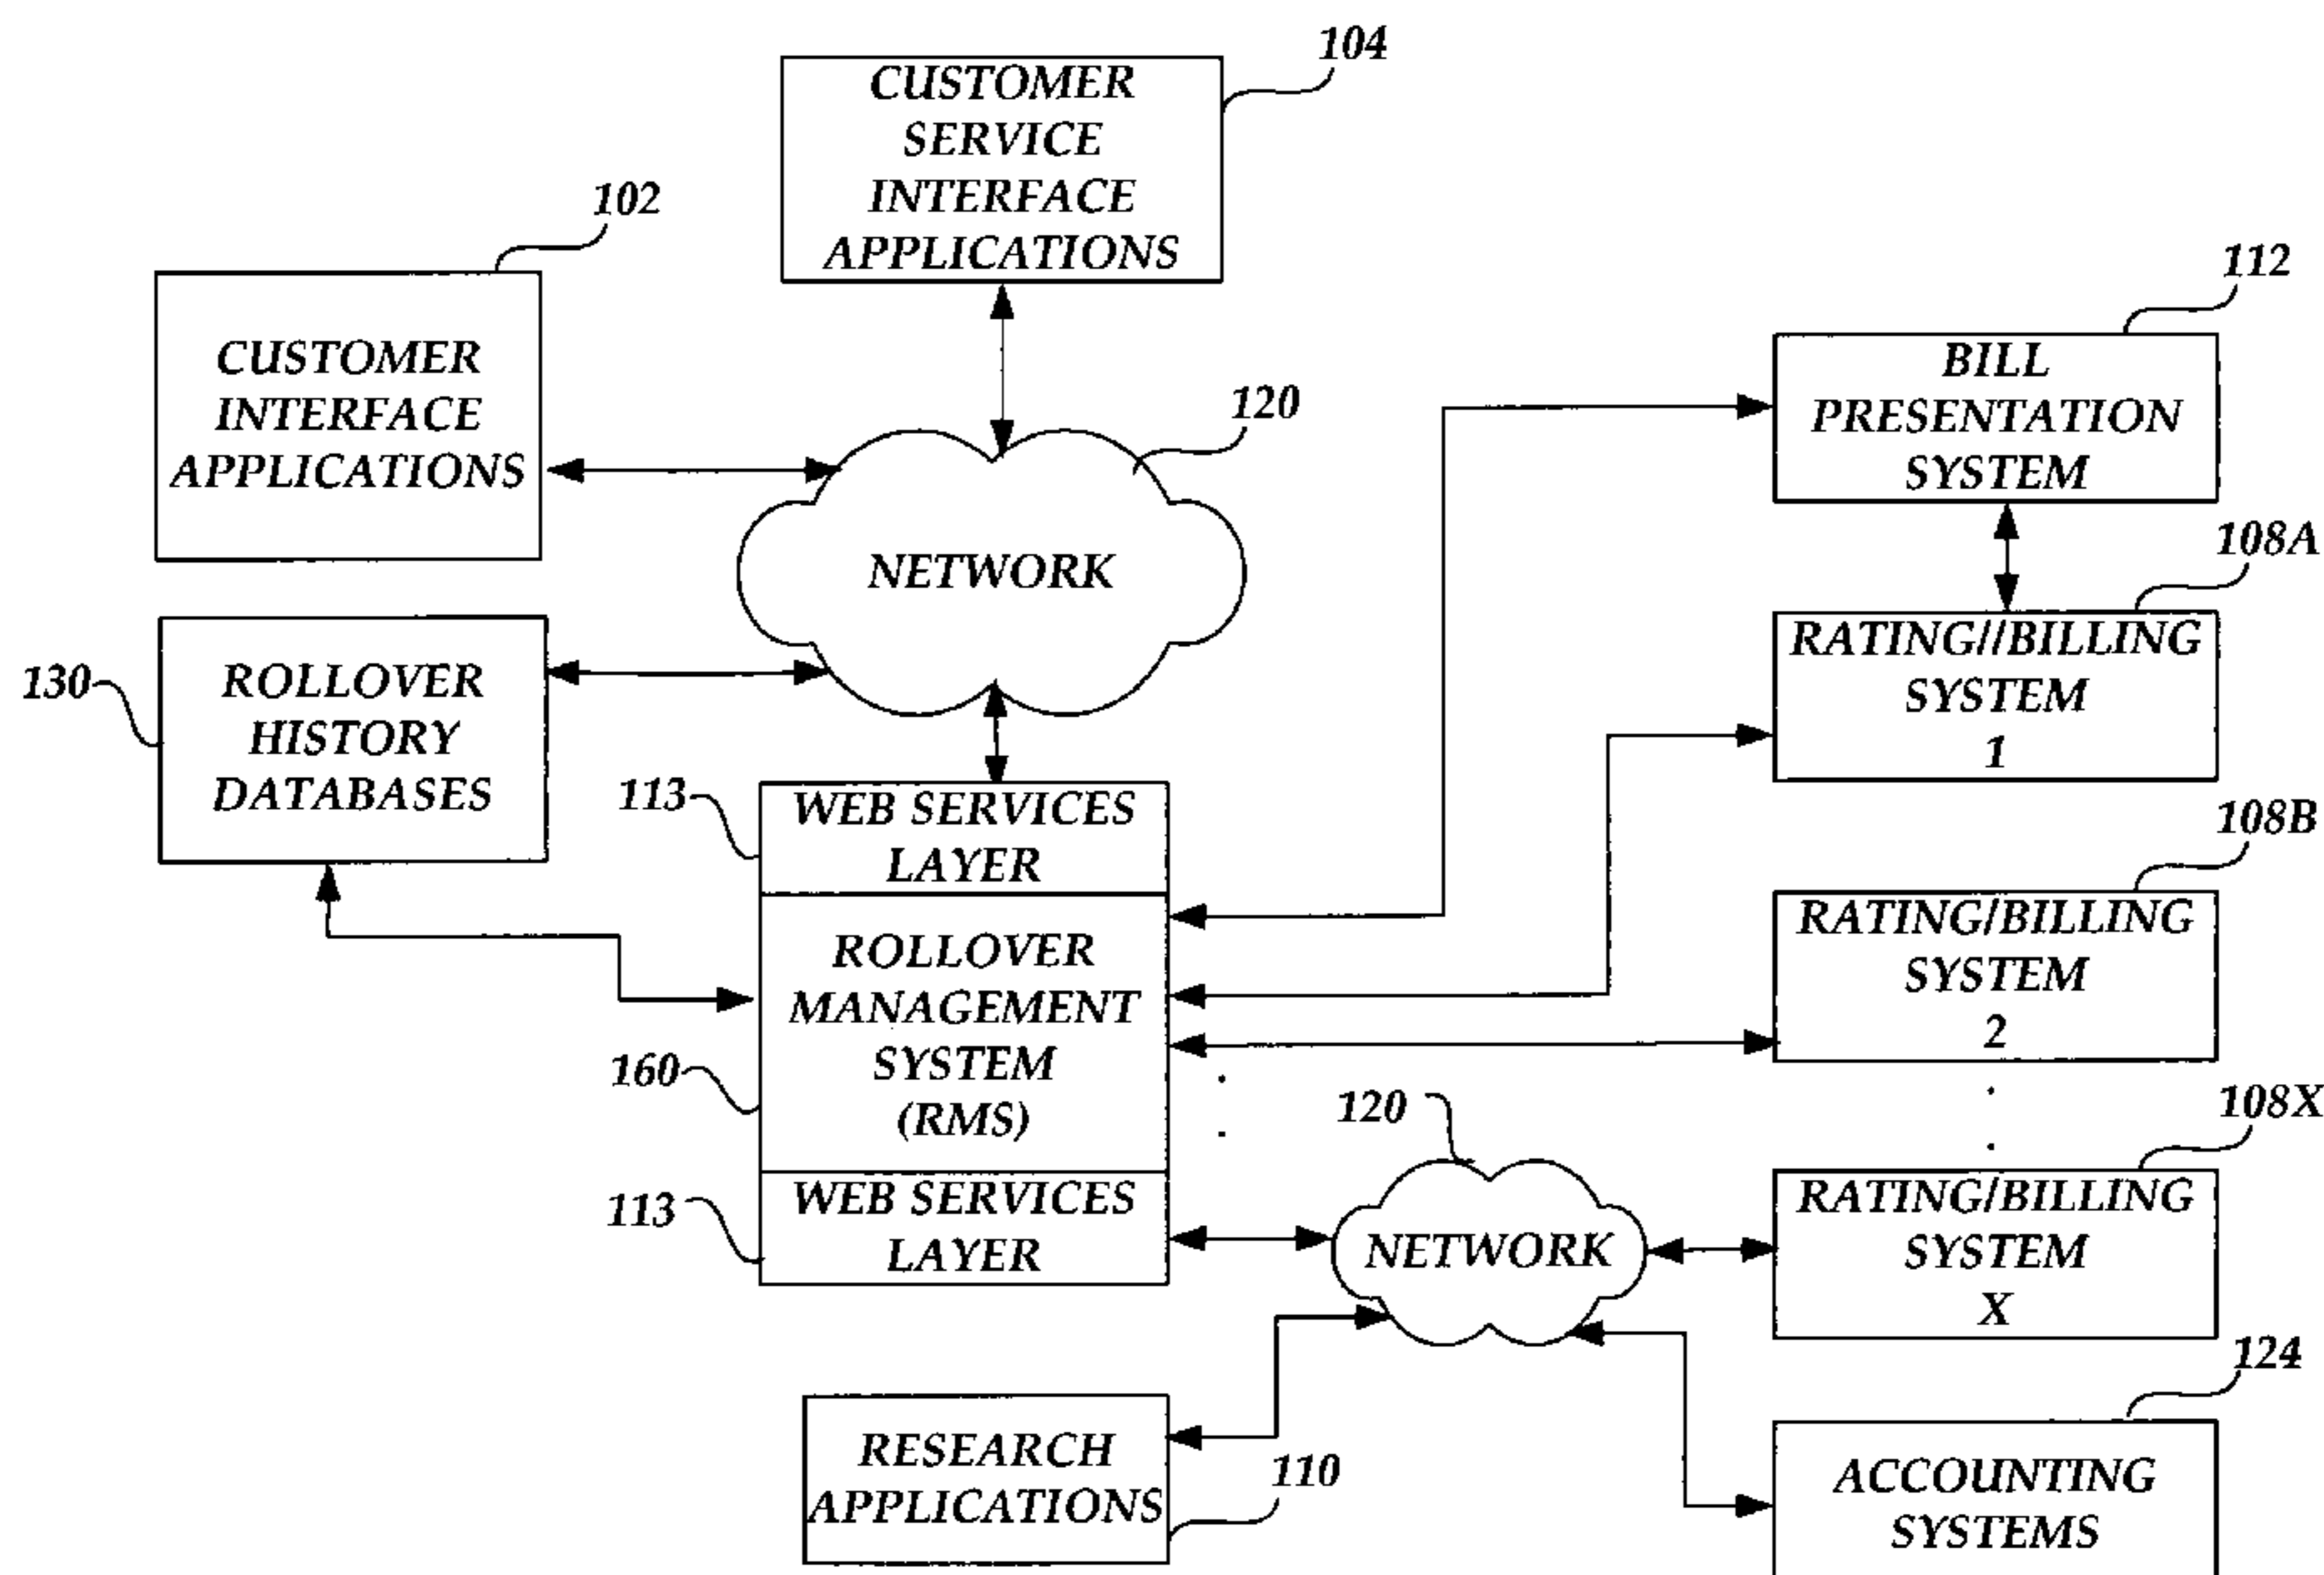 104
CUSTOMER
SERVICE
INTERFACE
APPLICATIONS
102
CUSTOMER
INTERFACE
APPLICATIONS
120
NETWORK
112
BILL
PRESENTATION
SYSTEM
108A
RATING//BILLING
SYSTEM
1
130
ROLLOVER
HISTORY
DATABASES
113
WEB SERVICES
LAYER
108B
RATING/BILLING
SYSTEM
2
160
ROLLOVER
MANAGEMENT
SYSTEM
(RMS)
113
WEB SERVICES
LAYER
120
NETWORK
108X
RATING/BILLING
SYSTEM
X
110
RESEARCH
APPLICATIONS
124
ACCOUNTING
SYSTEMS